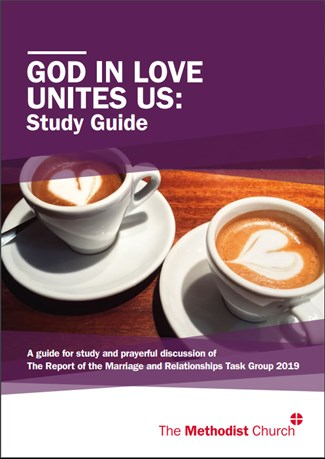 GOD IN LOVE
UNITES US:
Study Guide
A guide for study and prayerful discussion of
The Report of the Marriage and Relationships Task Group 2019
The Methodist Church